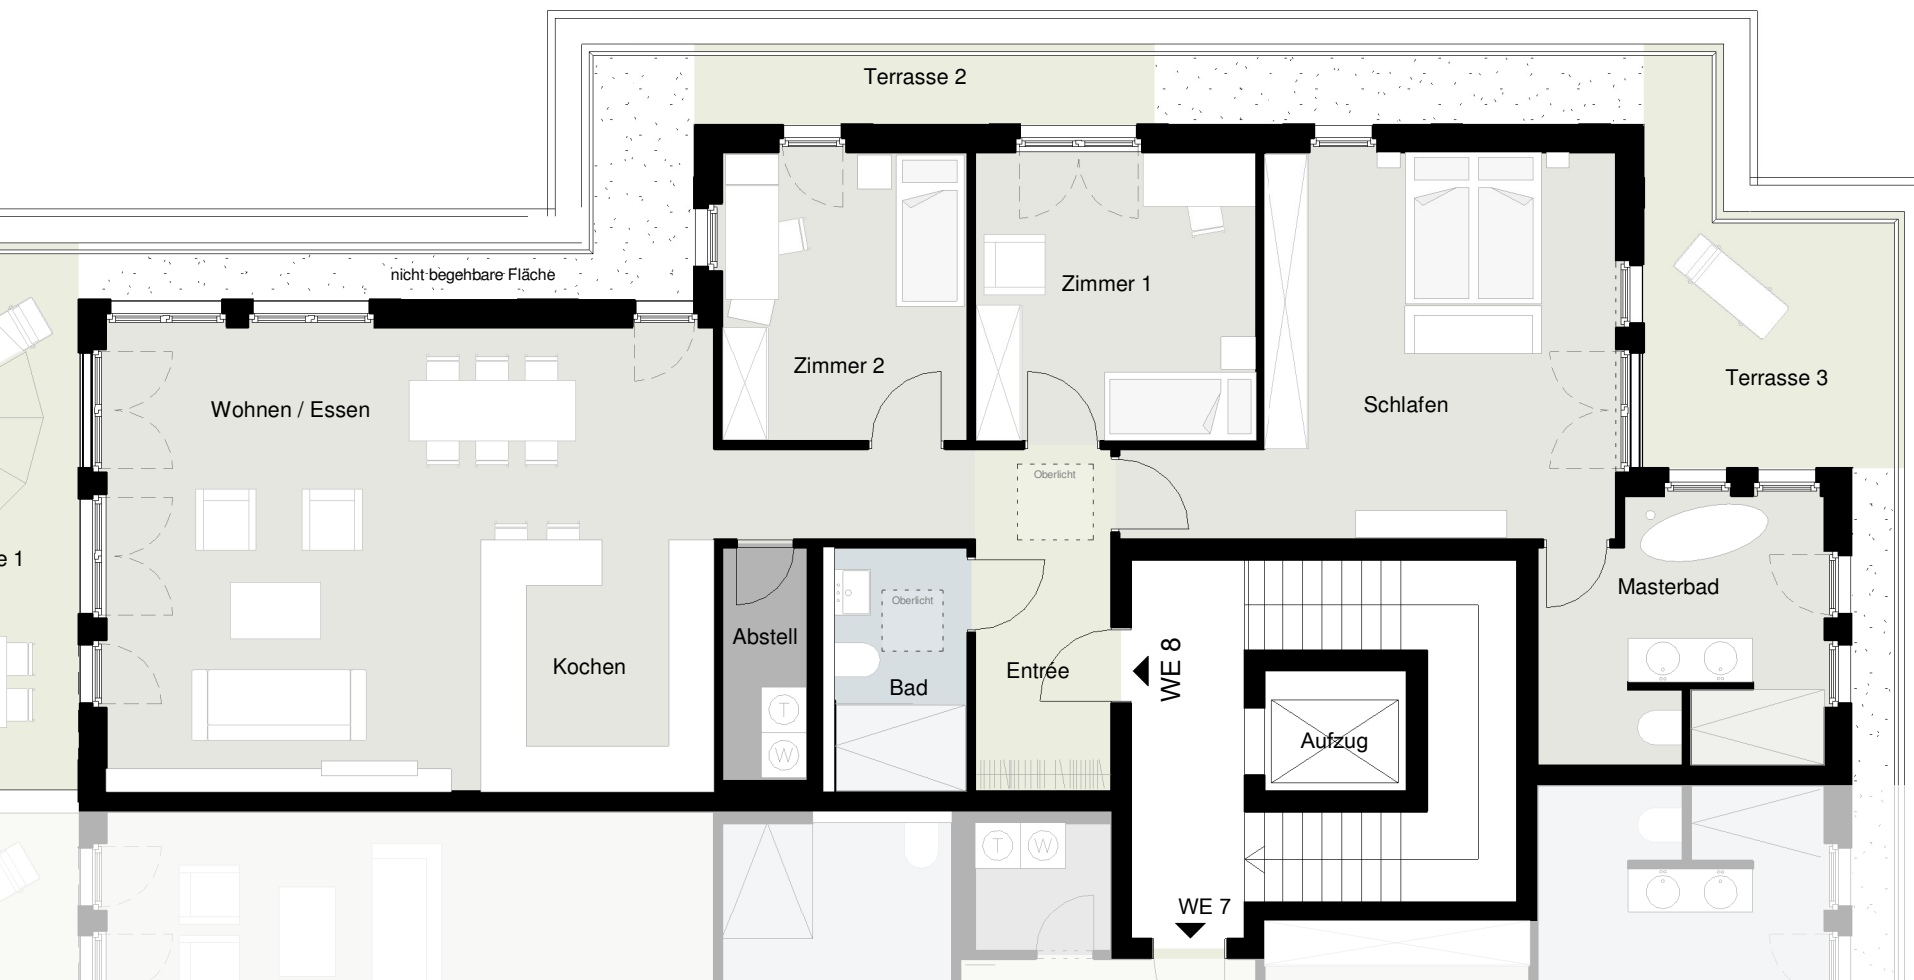 Terrasse 2
nicht begehbare Fläche
Zimmer 1
Zimmer 2
Terrasse 3
Wohnen / Essen
Schlafen
Oberlicht
e 1
Masterbad
Oberlicht
Abstell
Kochen
Entrée
WE 8
Bad
T
W
Aufzug
T
W
WE 7